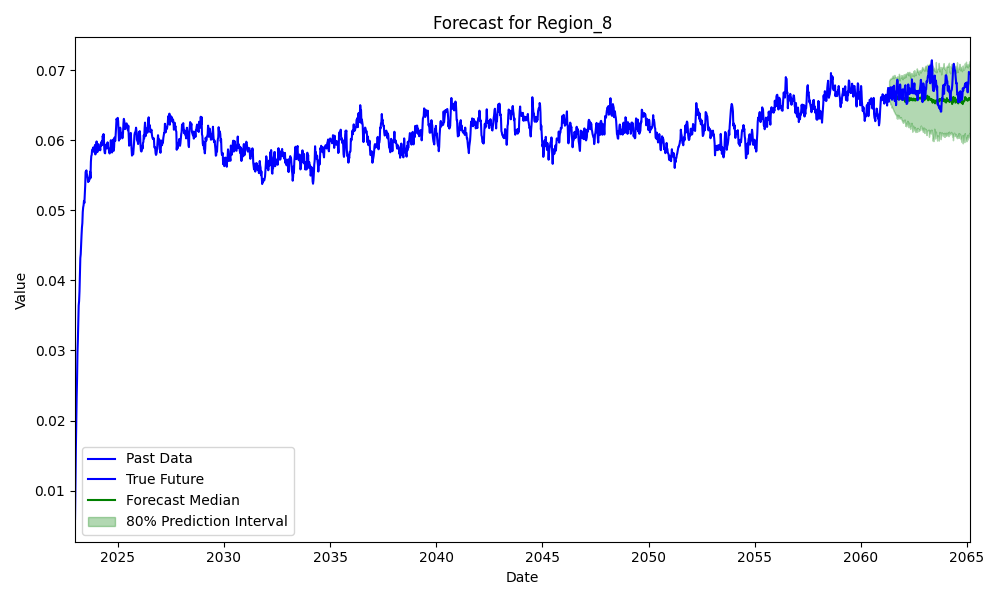 Forecast for Region_8
Value
0.07
0.06
0.05
0.04
0.03
0.02
0.01
Past Data
True Future
Forecast Median
80% Prediction Interval
2025 2030 2035 2040 2045 2050 2055 2060 2065
Date